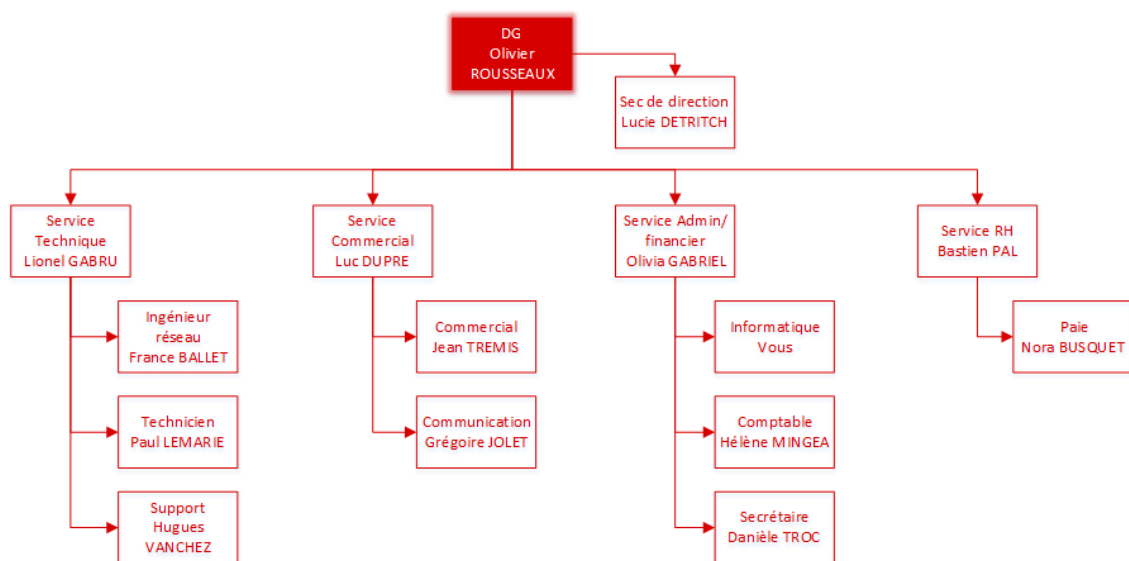 DG
Olivier
ROUSSEAUX
Sec de direction
Lucie DETRITCH
Service
Technique
Lionel GABRU
Service
Commercial
Luc DUPRE
Service Admin/
financier
Olivia GABRIEL
Service RH
Bastien PAL
Ingénieur
réseau
France BALLET
Commercial
Jean TREMIS
Informatique
Vous
Paie
Nora BUSQUET
Technicien
Paul LEMARIE
Communication
Grégoire JOLET
Comptable
Hélène MINGEA
Support
Hugues
VANCHEZ
Secrétaire
Danièle TROC